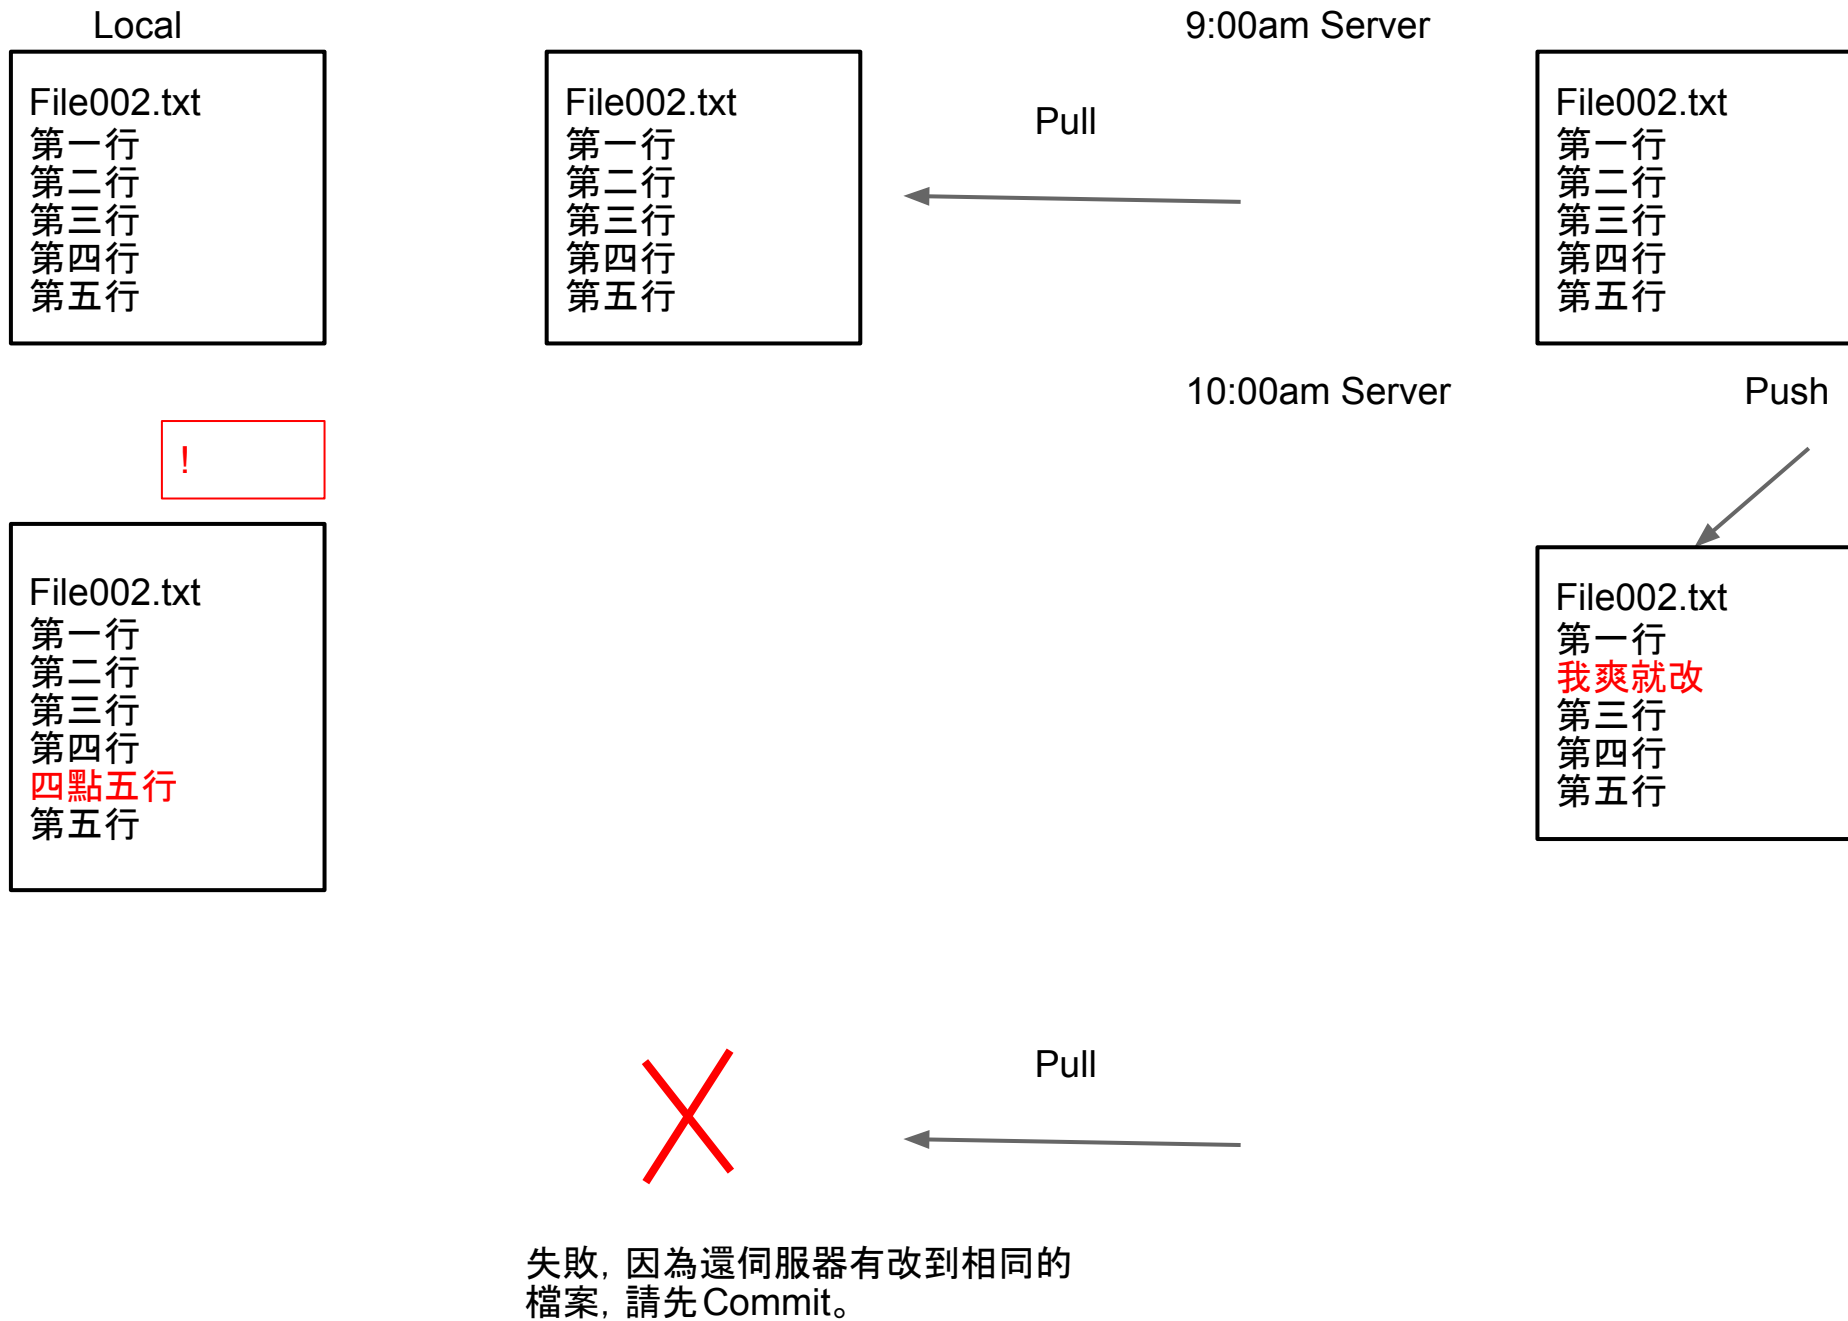 Local
9:00am Server
File002.txt
第一行
第二行
第三行
第四行
第五行
File002.txt
第一行
第二行
第三行
第四行
第五行
Pull
File002.txt
第一行
第二行
第三行
第四行
第五行
10:00am Server
Push
!
File002.txt
第一行
第二行
第三行
第四行
四點五行
第五行
File002.txt
第一行
我爽就改
第三行
第四行
第五行
Pull
失敗, 因為還伺服器有改到相同的
檔案, 請先Commit。